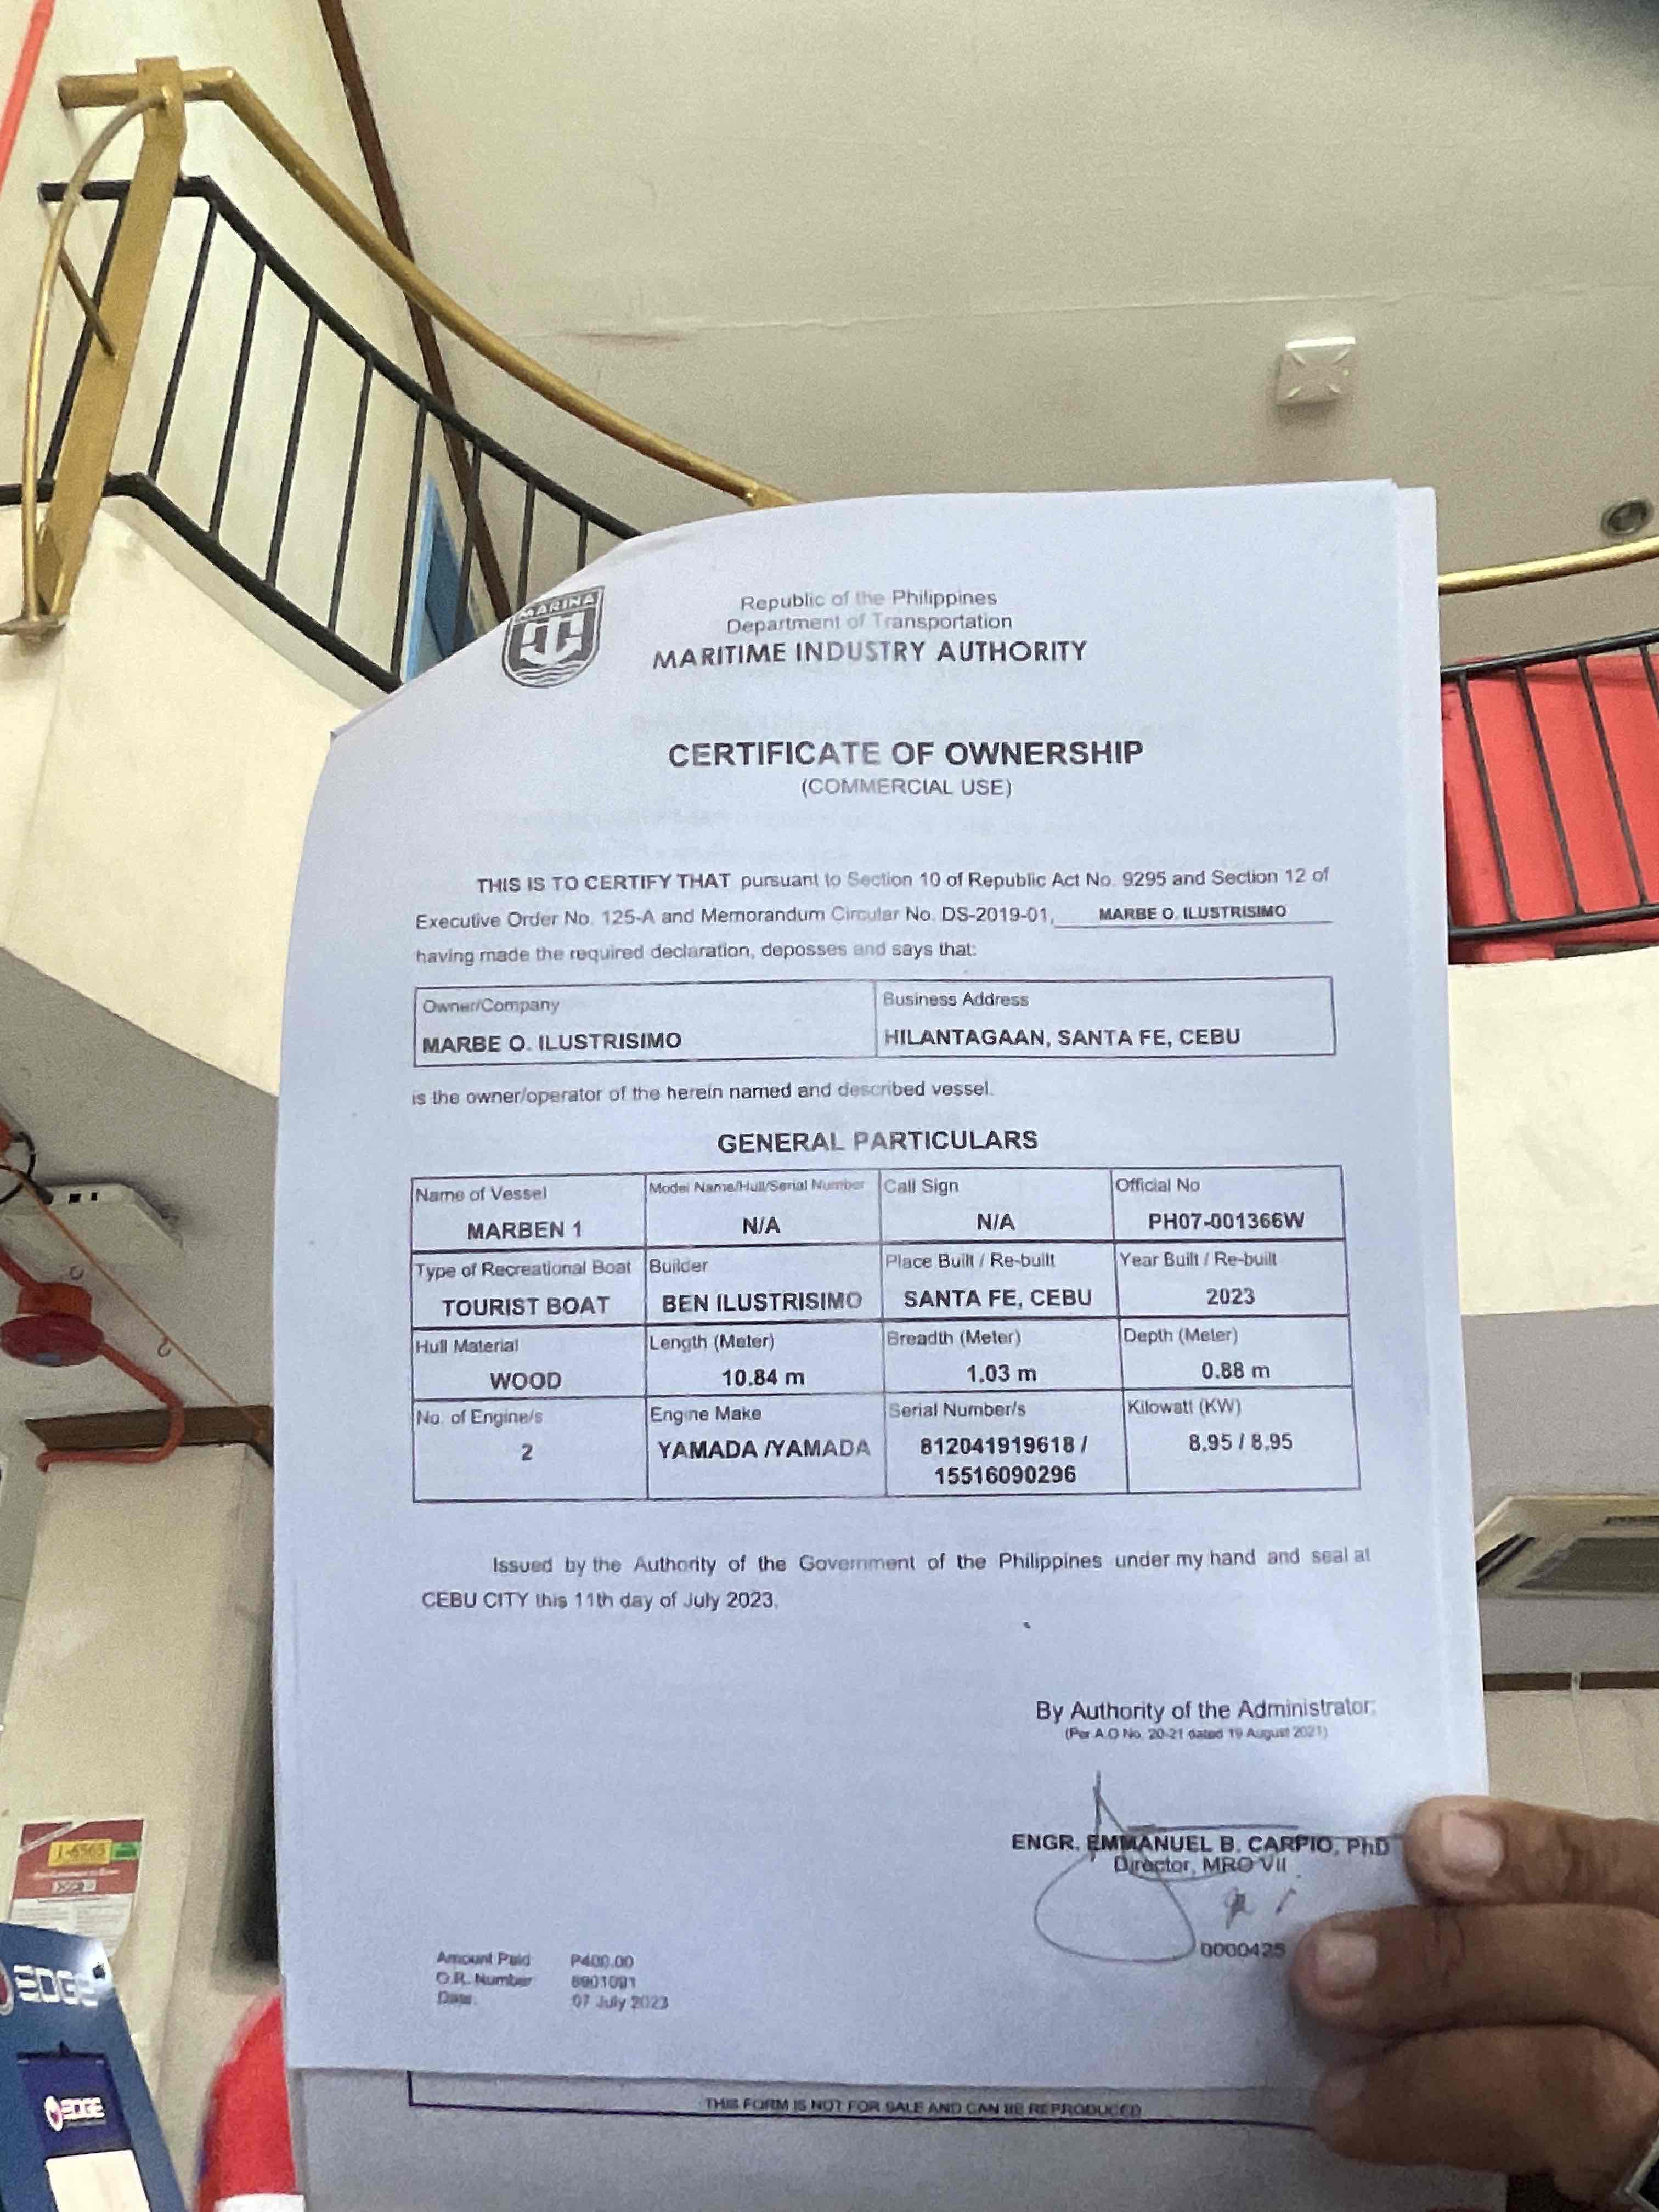 MARINA
Republic of the Philippines
Department of Transportation
MARITIME INDUSTRY AUTHORITY
CERTIFICATE OF OWNERSHIP
(COMMERCIAL USE)
THIS IS TO CERTIFY THAT pursuant to Section 10 of Republic Act No. 9295 and Section 12 of
Executive Order No. 125-A and Memorandum Circular No. DS-2019-01, MARBE O. ILUSTRISIMO
having made the required declaration, deposses and says that:
Owner/Company Business Address
MARBE O. ILUSTRISIMO HILANTAGAAN, SANTA FE, CEBU
is the owner/operator of the herein named and described vessel.
GENERAL PARTICULARS
Name of Vessel Model Name/Hull/Serial Number Call Sign Official No
MARBEN 1 N/A N/A PH07-001366W
Type of Recreational Boat Builder Place Built / Re-built Year Built / Re-built
TOURIST BOAT BEN ILUSTRISIMO SANTA FE, CEBU 2023
Hull Material Length (Meter) Breadth (Meter) Depth (Meter)
WOOD 10.84 m 1.03 m 0.88 m
No. of Engine/s Engine Make Serial Number/s Kilowatt (KW)
2 YAMADA /YAMADA 812041919618 / 8.95 / 8.95
15516090296
Issued by the Authority of the Government of the Philippines under my hand and seal at
CEBU CITY this 11th day of July 2023.
By Authority of the Administrator:
(Per A.O No. 20-21 dated 19 August 2021)
ENGR. EMMANUEL B. CARPIO, PhD
Director, MRO VII
0000425
Amount Paid P400.00
O.R. Number 8901091
Date. 07 July 2023
THIS FORM IS NOT FOR SALE AND CAN BE REPRODUCED
EDGE
EDGE